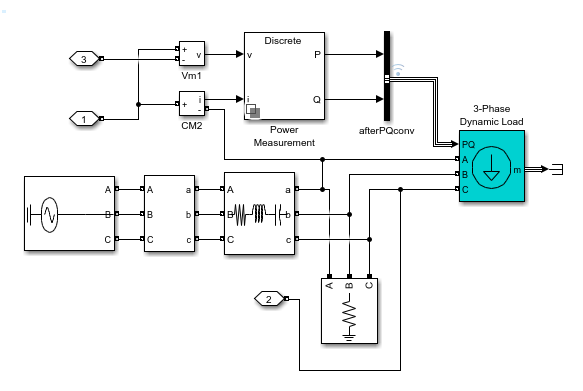 Discrete
3
+
-
v
Vm1
v
P
1
+
i
-
CM2
i
Q
Power
Measurement
afterPQconv
3-Phase
Dynamic Load
PQ
A
B
C
m
A
B
C
A
B
C
a
b
c
A
B
C
a
b
c
A
B
C
2